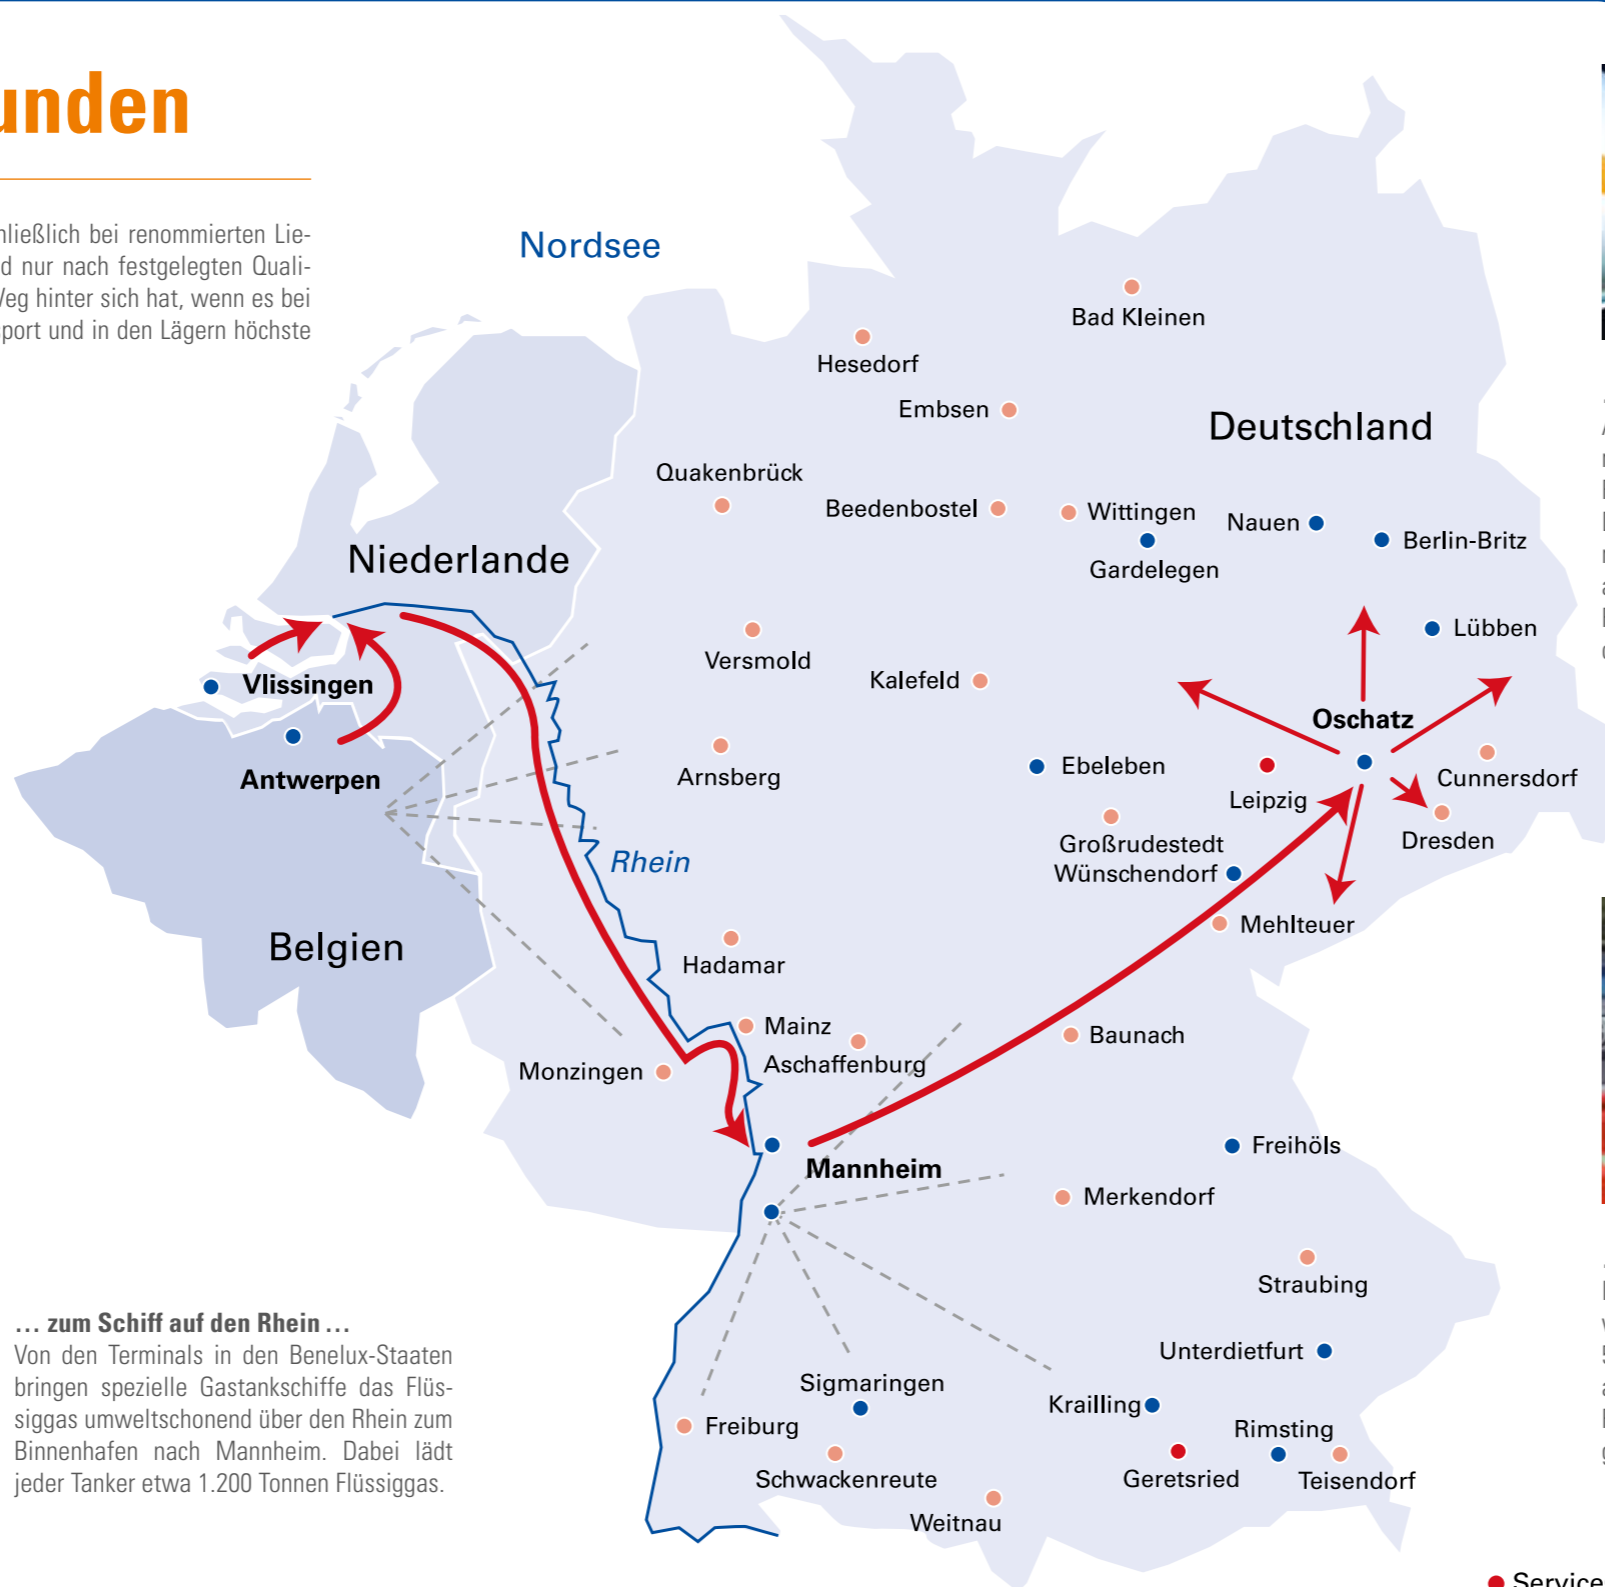 unden
hließlich bei renommierten Lie-
d nur nach festgelegten Quali-
Weg hinter sich hat, wenn es bei
sport und in den Lägern höchste
Nordsee
Bad Kleinen
Hesedorf
Embsen
Deutschland
Quakenbrück
Beedenbostel
Wittingen
Nauen
Berlin-Britz
Gardelegen
Niederlande
Lübben
Versmold
Kalefeld
Vlissingen
Oschatz
Antwerpen
Arnsberg
Ebeleben
Leipzig
Cunnersdorf
Großrudestedt
Dresden
Rhein
Wünschendorf
Mehlteuer
Belgien
Hadamar
Mainz
Baunach
Aschaffenburg
Monzingen
Mannheim
Freihöls
Merkendorf
Straubing
Unterdietfurt
Sigmaringen
Krailling
Freiburg
Rimsting
Schwackenreute
Geretsried
Teisendorf
Weitnau
... zum Schiff auf den Rhein ...
Von den Terminals in den Benelux-Staaten
bringen spezielle Gastankschiffe das Flüs-
siggas umweltschonend über den Rhein zum
Binnenhafen nach Mannheim. Dabei lädt
jeder Tanker etwa 1.200 Tonnen Flüssiggas.
Service